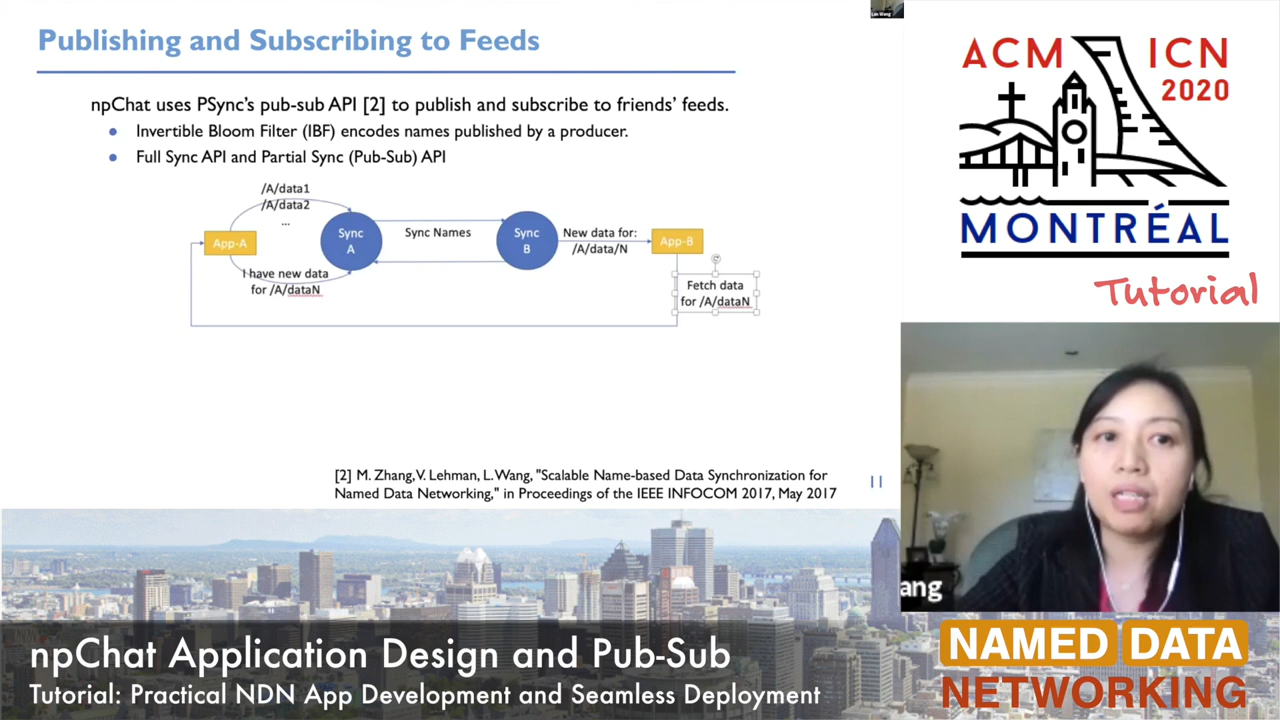 Publishing and Subscribing to Feeds
Lan Wang
npChat uses PSync's pub-sub API [2] to publish and subscribe to friends' feeds.
• Invertible Bloom Filter (IBF) encodes names published by a producer.
• Full Sync API and Partial Sync (Pub-Sub) API
/A/data1
/A/data2
...
App-A
Sync
A
Sync Names
Sync
B
New data for:
/A/data/N
App-B
I have new data
for /A/dataN
Fetch data
for /A/dataN
[2] M. Zhang, V. Lehman, L. Wang, "Scalable Name-based Data Synchronization for
Named Data Networking," in Proceedings of the IEEE INFOCOM 2017, May 2017
11
ACM ICN
2020
MONTRÉAL
Tutorial
ang
npChat Application Design and Pub-Sub
Tutorial: Practical NDN App Development and Seamless Deployment
NAMED DATA
NETWORKING